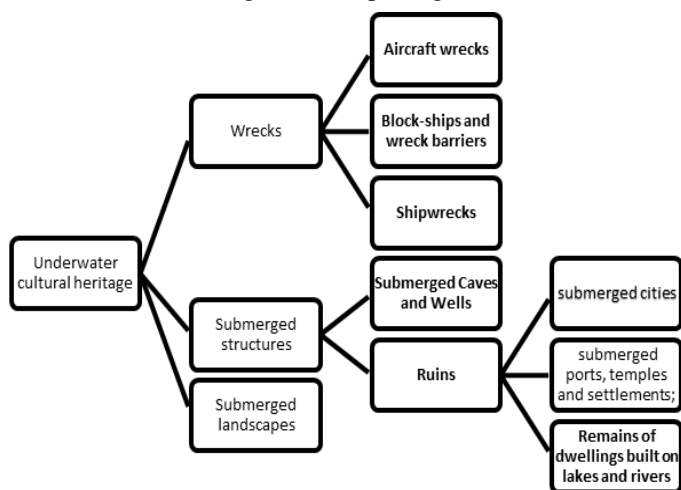 Aircraft wrecks
Wrecks
Block-ships and
wreck barriers
Shipwrecks
Underwater
cultural heritage
Submerged
structures
Submerged Caves
and Wells
Ruins
submerged cities
submerged
ports, temples
and settlements;
Remains of
dwellings built on
lakes and rivers
Submerged
landscapes